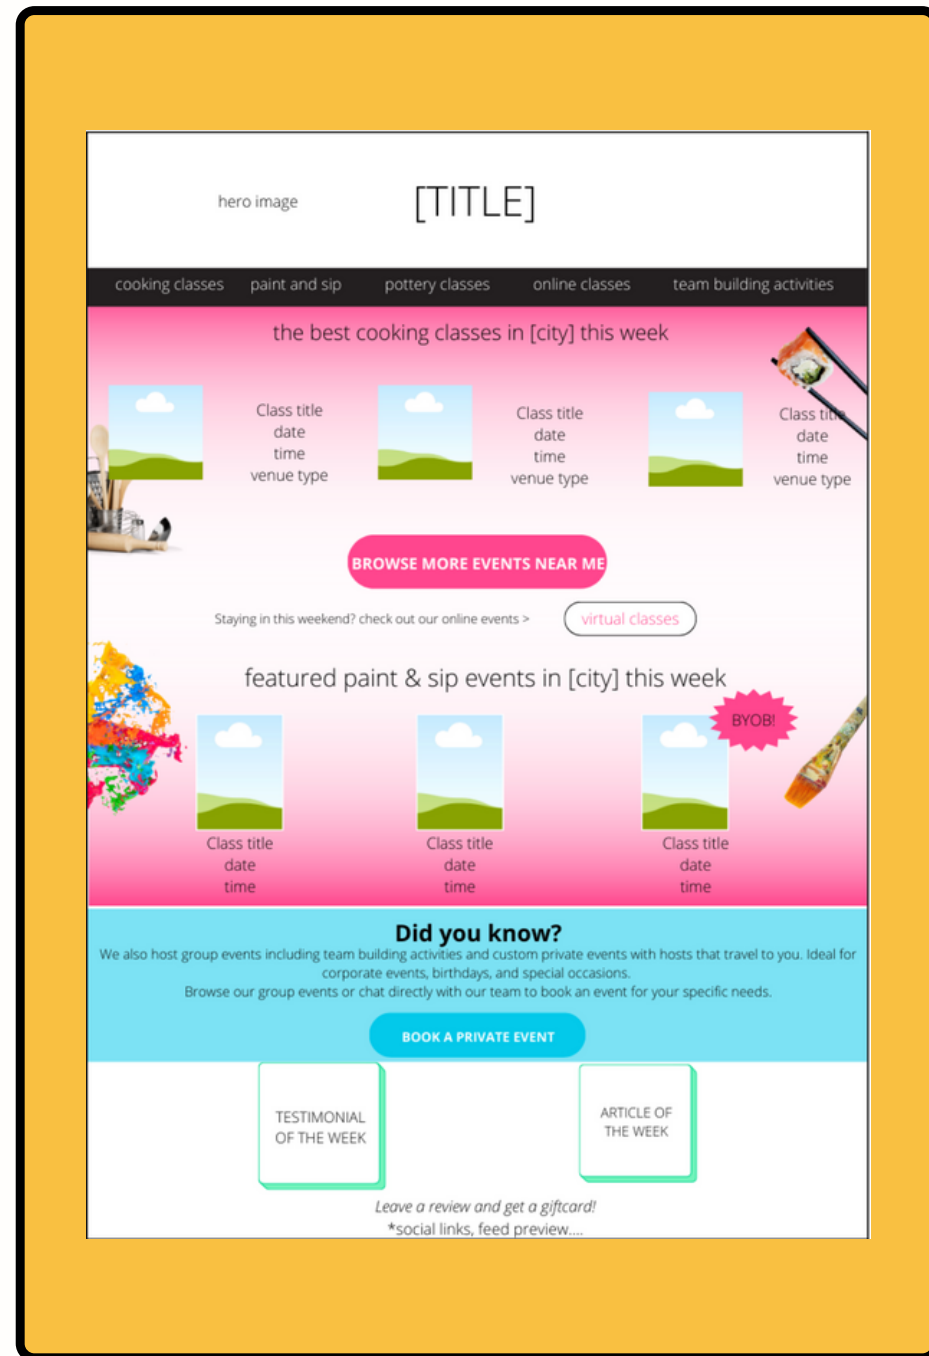 hero image
[TITLE]
cooking classes paint and sip pottery classes online classes team building activities
the best cooking classes in [city] this week
Class title
date
time
venue type
Class title
date
time
venue type
Class title
date
time
venue type
BROWSE MORE EVENTS NEAR ME
Staying in this weekend? check out our online events >
virtual classes
featured paint & sip events in [city] this week
BYOB!
Class title
date
time
Class title
date
time
Class title
date
time
Did you know?
We also host group events including team building activities and custom private events with hosts that travel to you. Ideal for
corporate events, birthdays, and special occasions.
Browse our group events or chat directly with our team to book an event for your specific needs.
BOOK A PRIVATE EVENT
TESTIMONIAL
OF THE WEEK
ARTICLE OF
THE WEEK
Leave a review and get a giftcard!
*social links, feed preview....